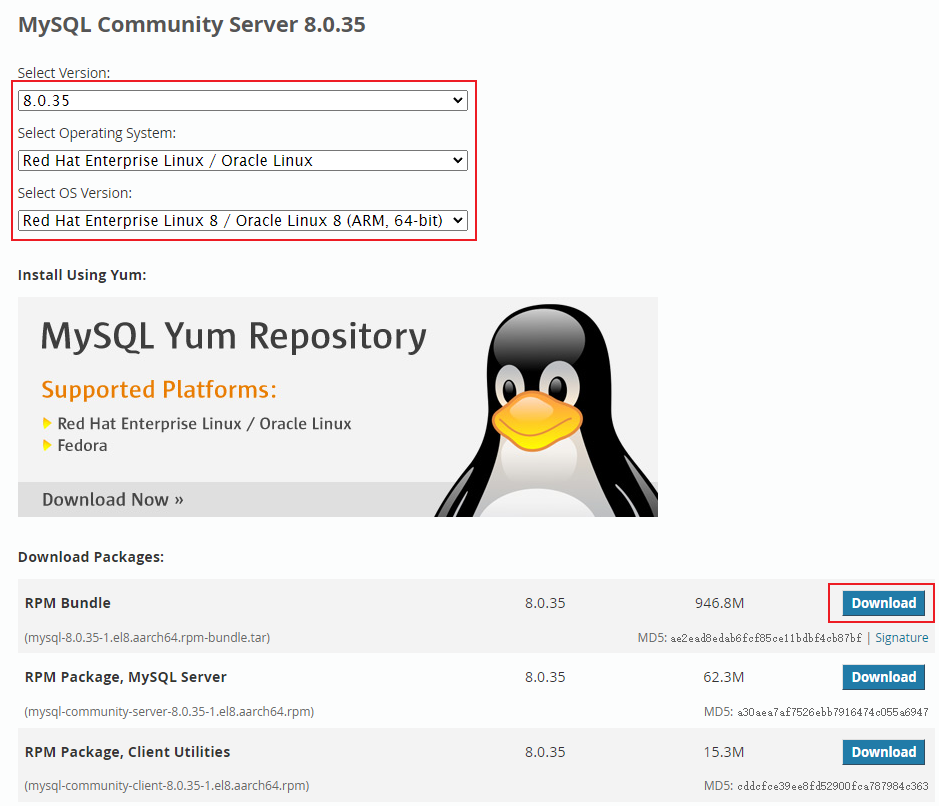 MySQL Community Server 8.0.35
Select Version:
8.0.35
Select Operating System:
Red Hat Enterprise Linux / Oracle Linux
Select OS Version:
Red Hat Enterprise Linux 8 / Oracle Linux 8 (ARM, 64-bit)
Install Using Yum:
MySQL Yum Repository
Supported Platforms:
Red Hat Enterprise Linux / Oracle Linux
Fedora
Download Now »
Download Packages:
RPM Bundle 8.0.35 946.8M Download
(mysql-8.0.35-1.el8.aarch64.rpm-bundle.tar) MD5: ae2ead8edab6fcf85ce11bdbf4cb87bf | Signature
RPM Package, MySQL Server 8.0.35 62.3M Download
(mysql-community-server-8.0.35-1.el8.aarch64.rpm) MD5: a30aea7af7526ebb7916474c055a6947
RPM Package, Client Utilities 8.0.35 15.3M Download
(mysql-community-client-8.0.35-1.el8.aarch64.rpm) MD5: cddcfce39ee8fd52900fca787984c363